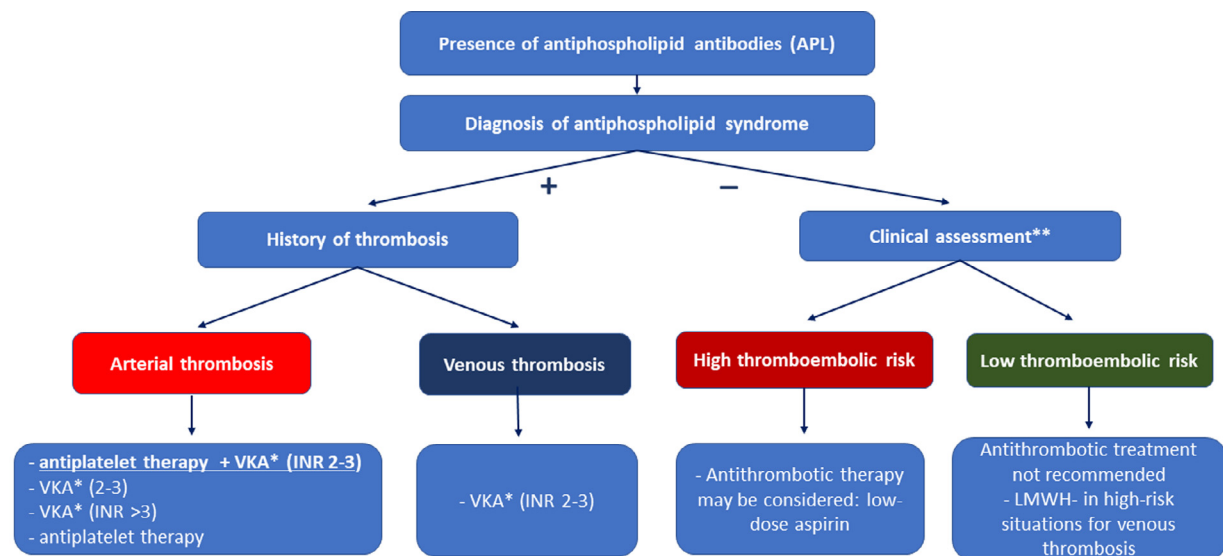 Presence of antiphospholipid antibodies (APL)
Diagnosis of antiphospholipid syndrome
+
–
History of thrombosis
Clinical assessment**
Arterial thrombosis
Venous thrombosis
High thromboembolic risk
Low thromboembolic risk
- antiplatelet therapy + VKA* (INR 2-3)
- VKA* (2-3)
- VKA* (INR >3)
- antiplatelet therapy
- VKA* (INR 2-3)
- Antithrombotic therapy
may be considered: low-
dose aspirin
Antithrombotic treatment
not recommended
- LMWH- in high-risk
situations for venous
thrombosis